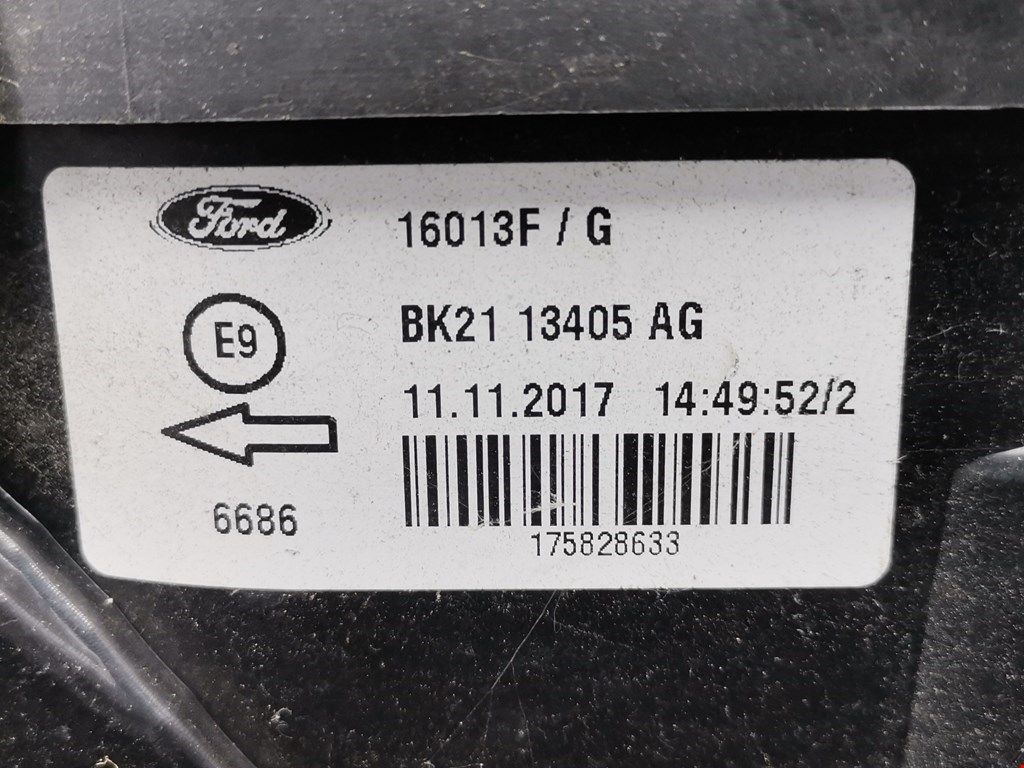 Ford
16013F / G
E9
BK21 13405 AG
11.11.2017 14:49:52/2
6686
175828633